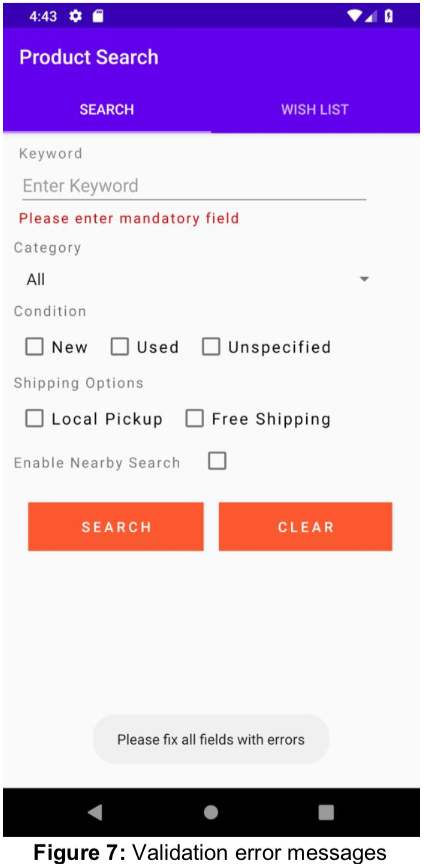 4:43
Product Search
SEARCH WISH LIST
Keyword
Enter Keyword
Please enter mandatory field
Category
All
Condition
New Used Unspecified
Shipping Options
Local Pickup Free Shipping
Enable Nearby Search
SEARCH CLEAR
Please fix all fields with errors
Figure 7: Validation error messages